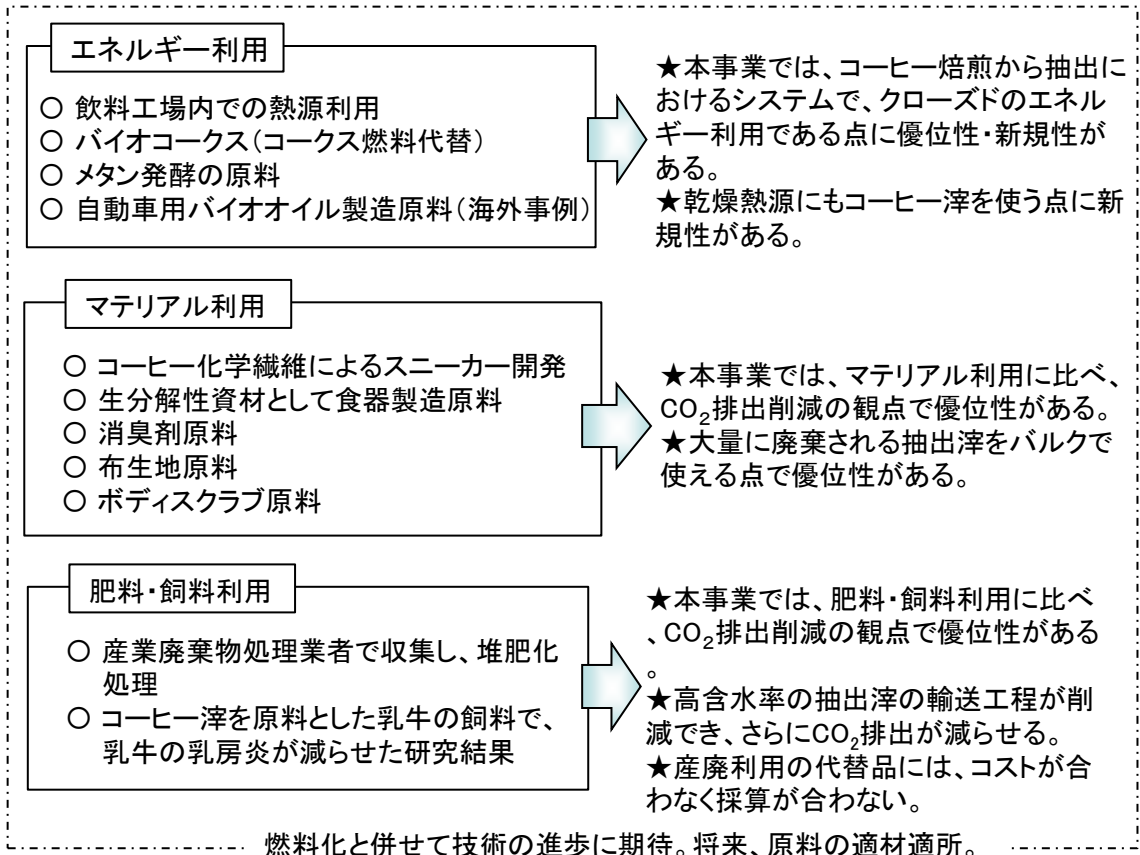 エネルギー利用
○ 飲料工場内での熱源利用
○ バイオコークス（コークス燃料代替）
○ メタン発酵の原料
○ 自動車用バイオオイル製造原料（海外事例）
★本事業では、コーヒー焙煎から抽出に
おけるシステムで、クローズドのエネル
ギー利用である点に優位性・新規性が
ある。
★乾燥熱源にもコーヒー滓を使う点に新
規性がある。
マテリアル利用
○ コーヒー化学繊維によるスニーカー開発
○ 生分解性資材として食器製造原料
○ 消臭剤原料
○ 布生地原料
○ ボディスクラブ原料
★本事業では、マテリアル利用に比べ、
CO₂排出削減の観点で優位性がある。
★大量に廃棄される抽出滓をバルクで
使える点で優位性がある。
肥料・飼料利用
○ 産業廃棄物処理業者で収集し、堆肥化
処理
○ コーヒー滓を原料とした乳牛の飼料で、
乳牛の乳房炎が減らせた研究結果
★本事業では、肥料・飼料利用に比べ
、CO₂排出削減の観点で優位性がある
。
★高含水率の抽出滓の輸送工程が削
減でき、さらにCO₂排出が減らせる。
★産廃利用の代替品には、コストが合
わなく採算が合わない。
燃料化と併せて技術の進歩に期待。将来、原料の適材適所。